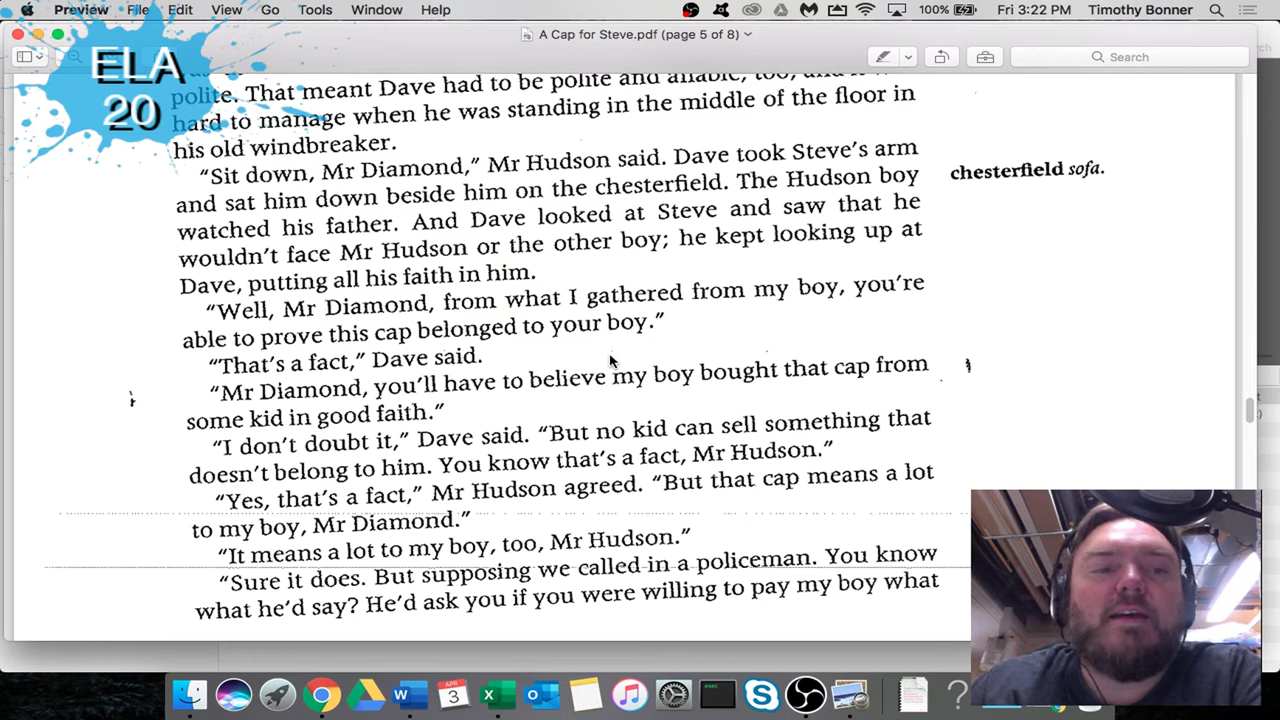 Preview File Edit View Go Tools Window Help 100% Fri 3:22 PM Timothy Bonner
A Cap for Steve.pdf (page 5 of 8)
Search
ELA
20
polite. That meant Dave had to be polite and affable, too, and it
hard to manage when he was standing in the middle of the floor in
his old windbreaker.
“Sit down, Mr Diamond,” Mr Hudson said. Dave took Steve’s arm
and sat him down beside him on the chesterfield. The Hudson boy
watched his father. And Dave looked at Steve and saw that he
wouldn’t face Mr Hudson or the other boy; he kept looking up at
Dave, putting all his faith in him.
“Well, Mr Diamond, from what I gathered from my boy, you’re
able to prove this cap belonged to your boy.”
“That’s a fact,” Dave said.
“Mr Diamond, you’ll have to believe my boy bought that cap from
some kid in good faith.”
“I don’t doubt it,” Dave said. “But no kid can sell something that
doesn’t belong to him. You know that’s a fact, Mr Hudson.”
“Yes, that’s a fact,” Mr Hudson agreed. “But that cap means a lot
to my boy, Mr Diamond.”
“It means a lot to my boy, too, Mr Hudson.”
“Sure it does. But supposing we called in a policeman. You know
what he’d say? He’d ask you if you were willing to pay my boy what
chesterfield sofa.
APR
3